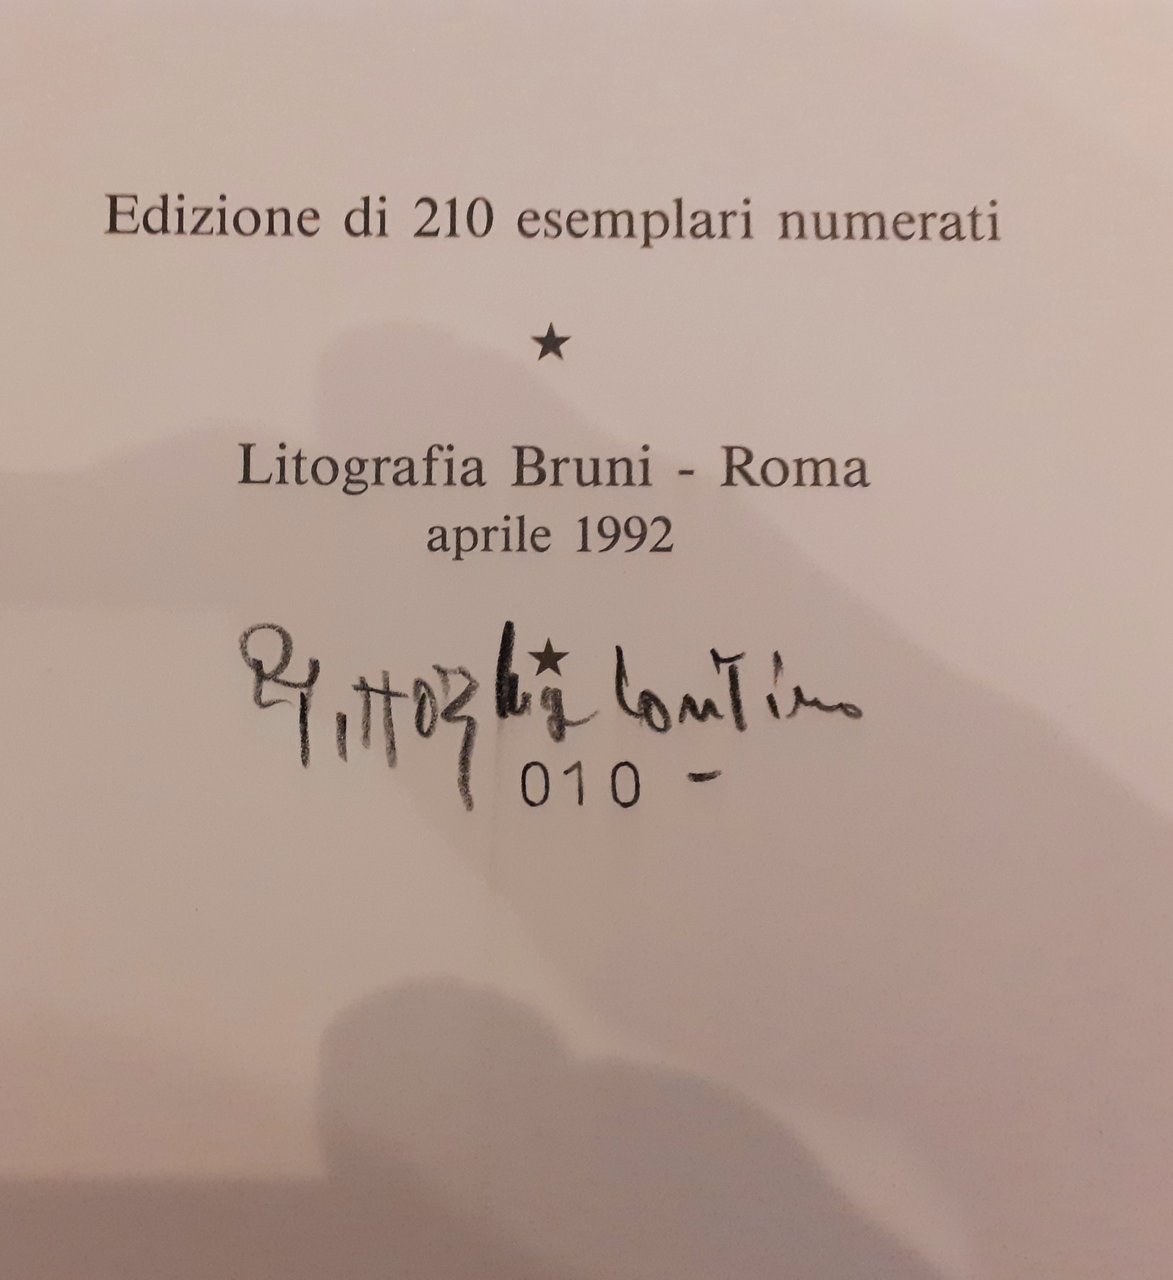 Edizione di 210 esemplari numerati
★
Litografia Bruni - Roma
aprile 1992
★
010 -